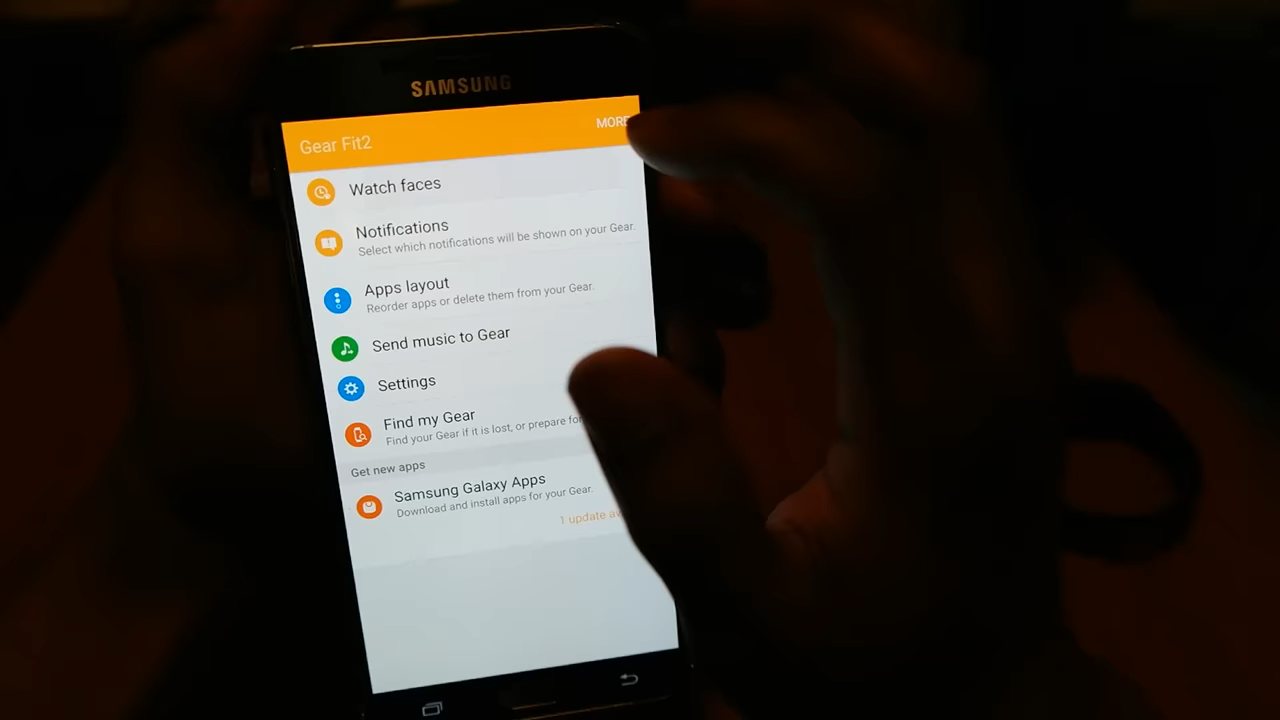 SAMSUNG
Gear Fit2
MORE
Watch faces
Notifications
Select which notifications will be shown on your Gear.
Apps layout
Reorder apps or delete them from your Gear.
Send music to Gear
Settings
Find my Gear
Find your Gear if it is lost, or prepare for
Get new apps
Samsung Galaxy Apps
Download and install apps for your Gear.
1 update